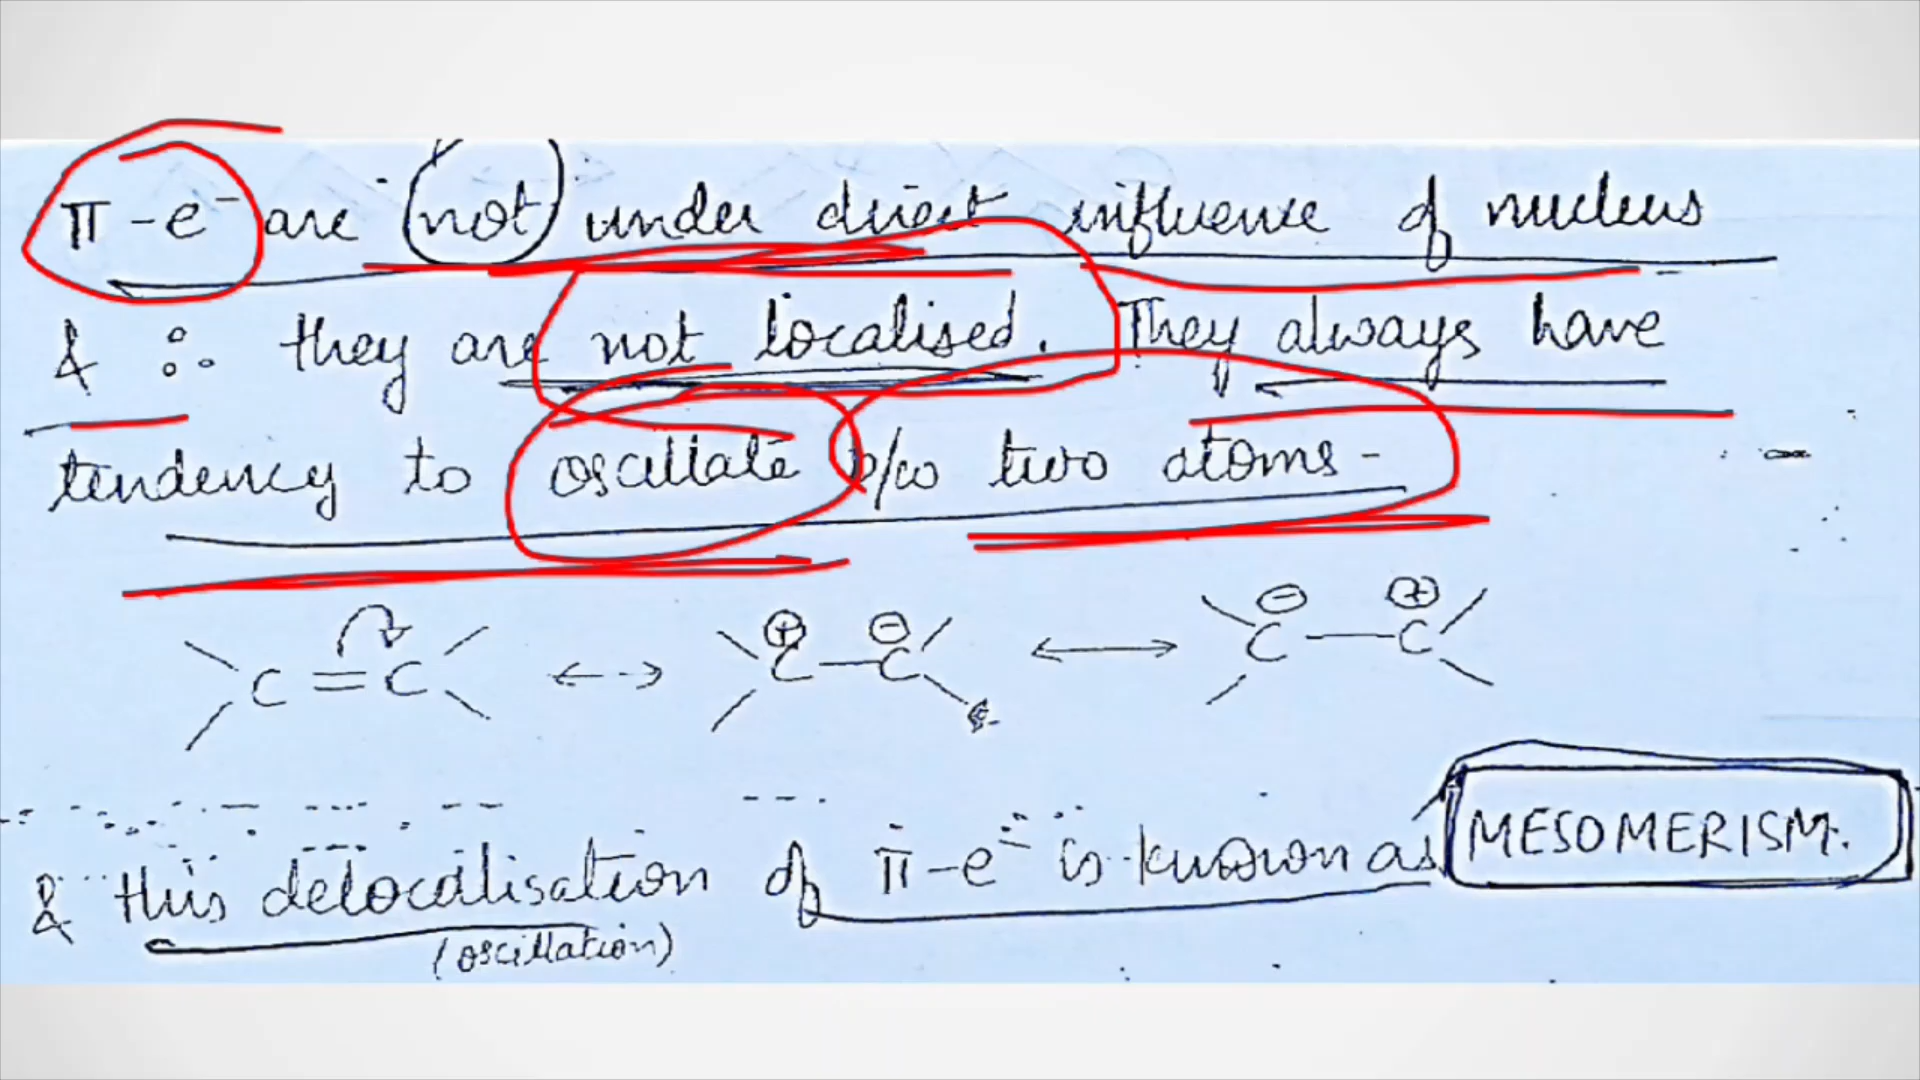 π-e⁻ are not under direct influence of nucleus
& ∴ they are not localised. They always have
tendency to oscillate b/w two atoms-
C=C ↔ ⊕C—C⊖ ↔ ⊖C—C⊕
& this delocalisation of π-e⁻ is known as MESOMERISM.
(oscillation)